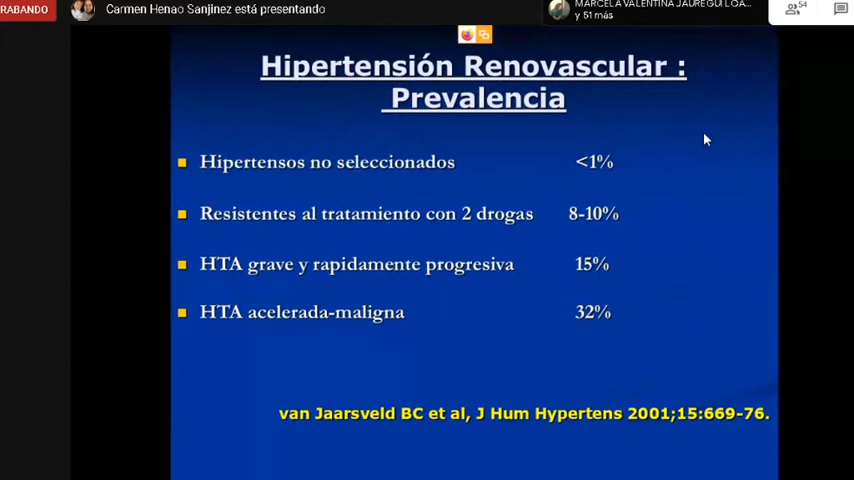 RABANDO
Carmen Henao Sanjinez está presentando
MARCELA VALENTINA JAUREGUI LOA...
y 51 más
54
Hipertensión Renovascular :
Prevalencia
Hipertensos no seleccionados <1%
Resistentes al tratamiento con 2 drogas 8-10%
HTA grave y rapidamente progresiva 15%
HTA acelerada-maligna 32%
van Jaarsveld BC et al, J Hum Hypertens 2001;15:669-76.